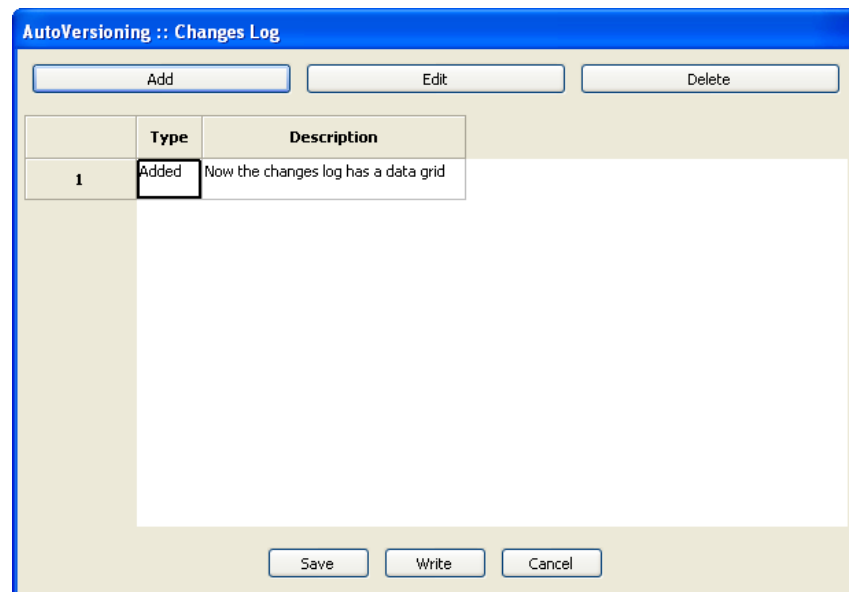 AutoVersioning :: Changes Log
Add Edit Delete
Type Description
1 Added Now the changes log has a data grid
Save Write Cancel